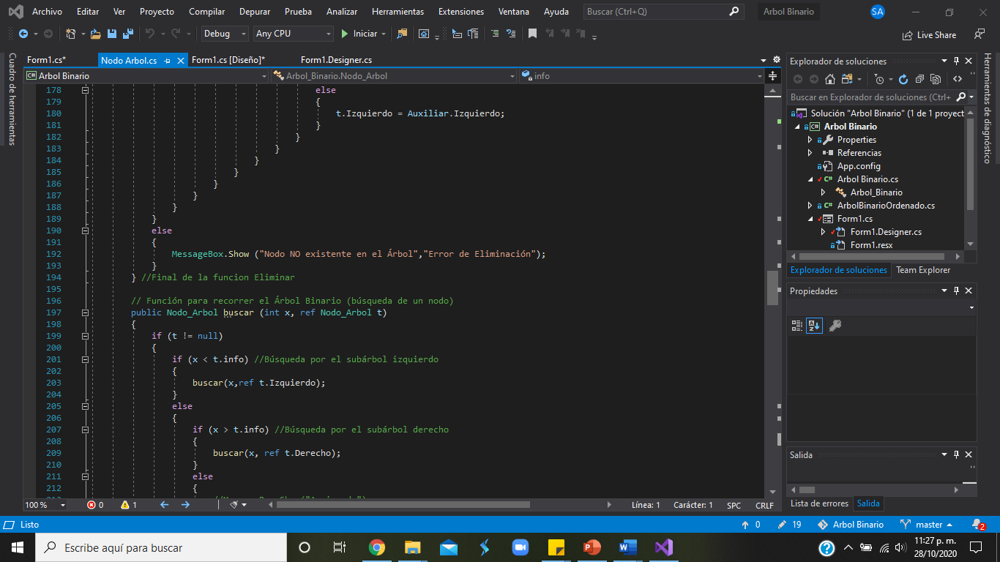 Archivo Editar Ver Proyecto Compilar Depurar Prueba Analizar Herramientas Extensiones Ventana Ayuda Buscar (Ctrl+Q) Arbol Binario SA
Debug Any CPU Iniciar Live Share
Cuadro de herramientas
Form1.cs* Nodo Arbol.cs Form1.cs [Diseño]* Form1.Designer.cs
Arbol Binario Arbol_Binario.Nodo_Arbol info
178 else
179 {
180 t.Izquierdo = Auxiliar.Izquierdo;
181 }
182 }
183 }
184 }
185 }
186 }
187 }
188 }
189 }
190 else
191 {
192 MessageBox.Show ("Nodo NO existente en el Árbol","Error de Eliminación");
193 }
194 } //Final de la funcion Eliminar
195
196 // Función para recorrer el Árbol Binario (búsqueda de un nodo)
197 public Nodo_Arbol buscar (int x, ref Nodo_Arbol t)
198 {
199 if (t != null)
200 {
201 if (x < t.info) //Búsqueda por el subárbol izquierdo
202 {
203 buscar(x,ref t.Izquierdo);
204 }
205 else
206 {
207 if (x > t.info) //Búsqueda por el subárbol derecho
208 {
209 buscar(x, ref t.Derecho);
210 }
211 else
212 {
100 % 0 1 Línea: 1 Carácter: 1 SPC CRLF
Explorador de soluciones
Buscar en Explorador de soluciones (Ctrl+
Solución "Arbol Binario" (1 de 1 proyect
Arbol Binario
Properties
Referencias
App.config
Arbol Binario.cs
Arbol_Binario
ArbolBinarioOrdenado.cs
Form1.cs
Form1.Designer.cs
Form1.resx
Explorador de soluciones Team Explorer
Propiedades
Salida
Lista de errores Salida
Herramientas de diagnóstico
Listo 0 19 Arbol Binario master 2
Escribe aquí para buscar
11:27 p. m.
28/10/2020